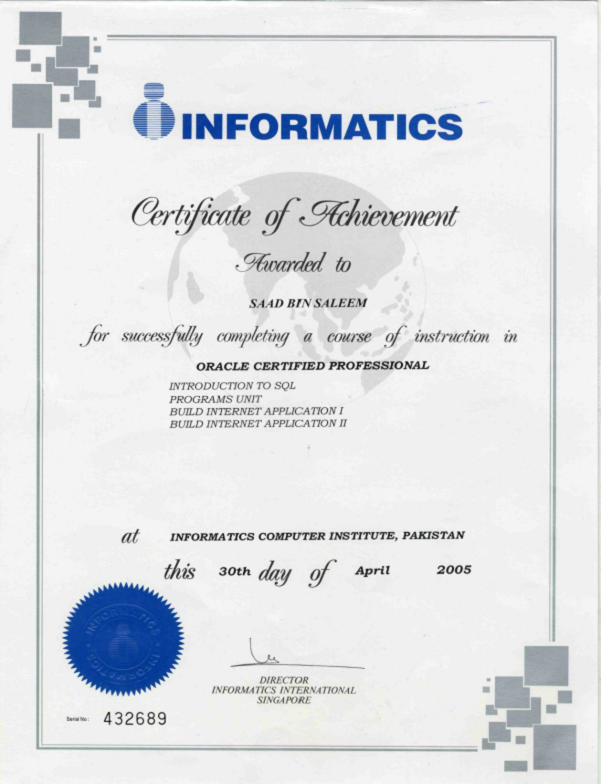 INFORMATICS
Certificate of Achievement
Awarded to
SAAD BIN SALEEM
for successfully completing a course of instruction in
ORACLE CERTIFIED PROFESSIONAL
INTRODUCTION TO SQL
PROGRAMS UNIT
BUILD INTERNET APPLICATION I
BUILD INTERNET APPLICATION II
at INFORMATICS COMPUTER INSTITUTE, PAKISTAN
this 30th day of April 2005
INFORMATICS
INFORMATICS
DIRECTOR
INFORMATICS INTERNATIONAL
SINGAPORE
Serial No: 432689